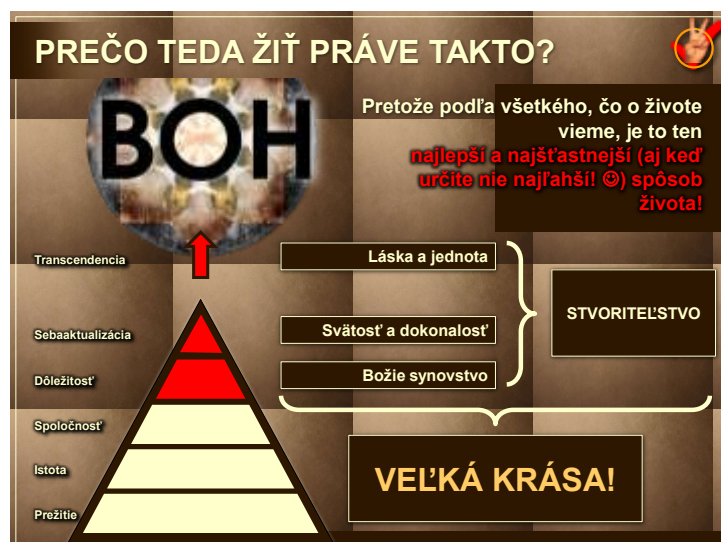 PREČO TEDA ŽIŤ PRÁVE TAKTO?
BOH
Pretože podľa všetkého, čo o živote
vieme, je to ten
najlepší a najšťastnejší (aj keď
určite nie najľahší! ☺) spôsob
života!
Transcendencia
Láska a jednota
STVORITEĽSTVO
Sebaaktualizácia
Svätosť a dokonalosť
Dôležitosť
Božie synovstvo
Spoločnosť
Istota
VEĽKÁ KRÁSA!
Prežitie